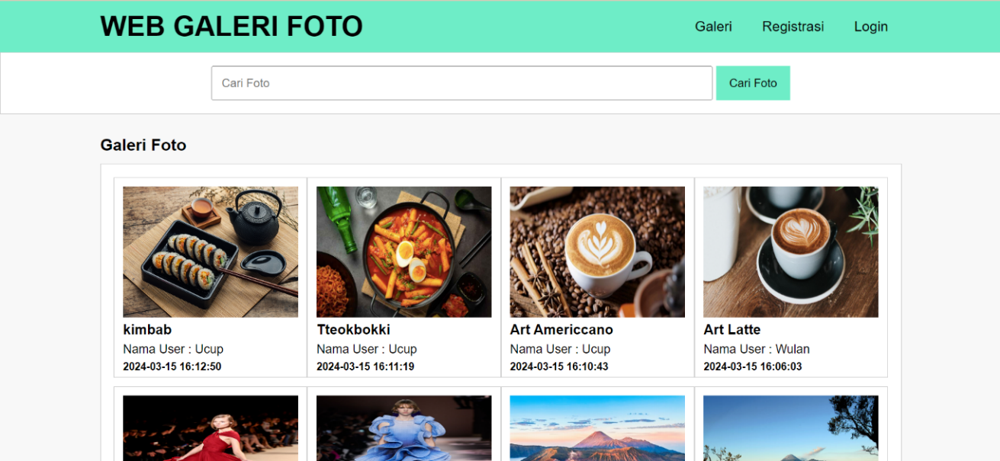 WEB GALERI FOTO
Galeri Registrasi Login
Cari Foto Cari Foto
Galeri Foto
kimbab Tteokbokki Art Americcano Art Latte
Nama User : Ucup Nama User : Ucup Nama User : Ucup Nama User : Wulan
2024-03-15 16:12:50 2024-03-15 16:11:19 2024-03-15 16:10:43 2024-03-15 16:06:03